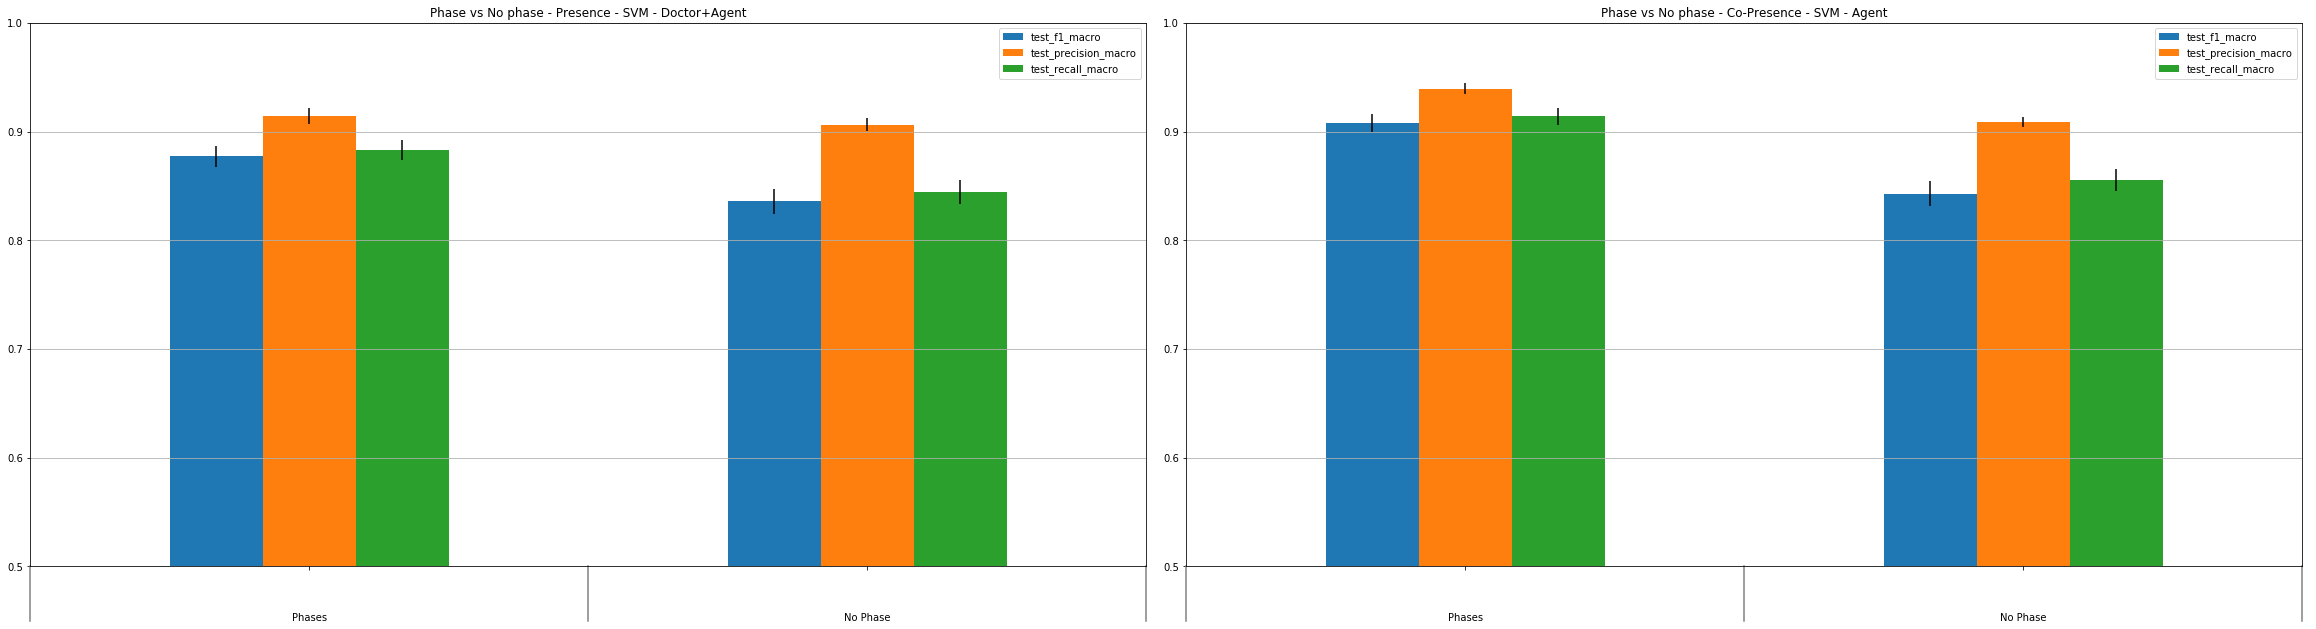 Phase vs No phase - Presence - SVM - Doctor+Agent
1.0
0.9
0.8
0.7
0.6
0.5
test_f1_macro
test_precision_macro
test_recall_macro
Phases
No Phase
Phase vs No phase - Co-Presence - SVM - Agent
1.0
0.9
0.8
0.7
0.6
0.5
test_f1_macro
test_precision_macro
test_recall_macro
Phases
No Phase